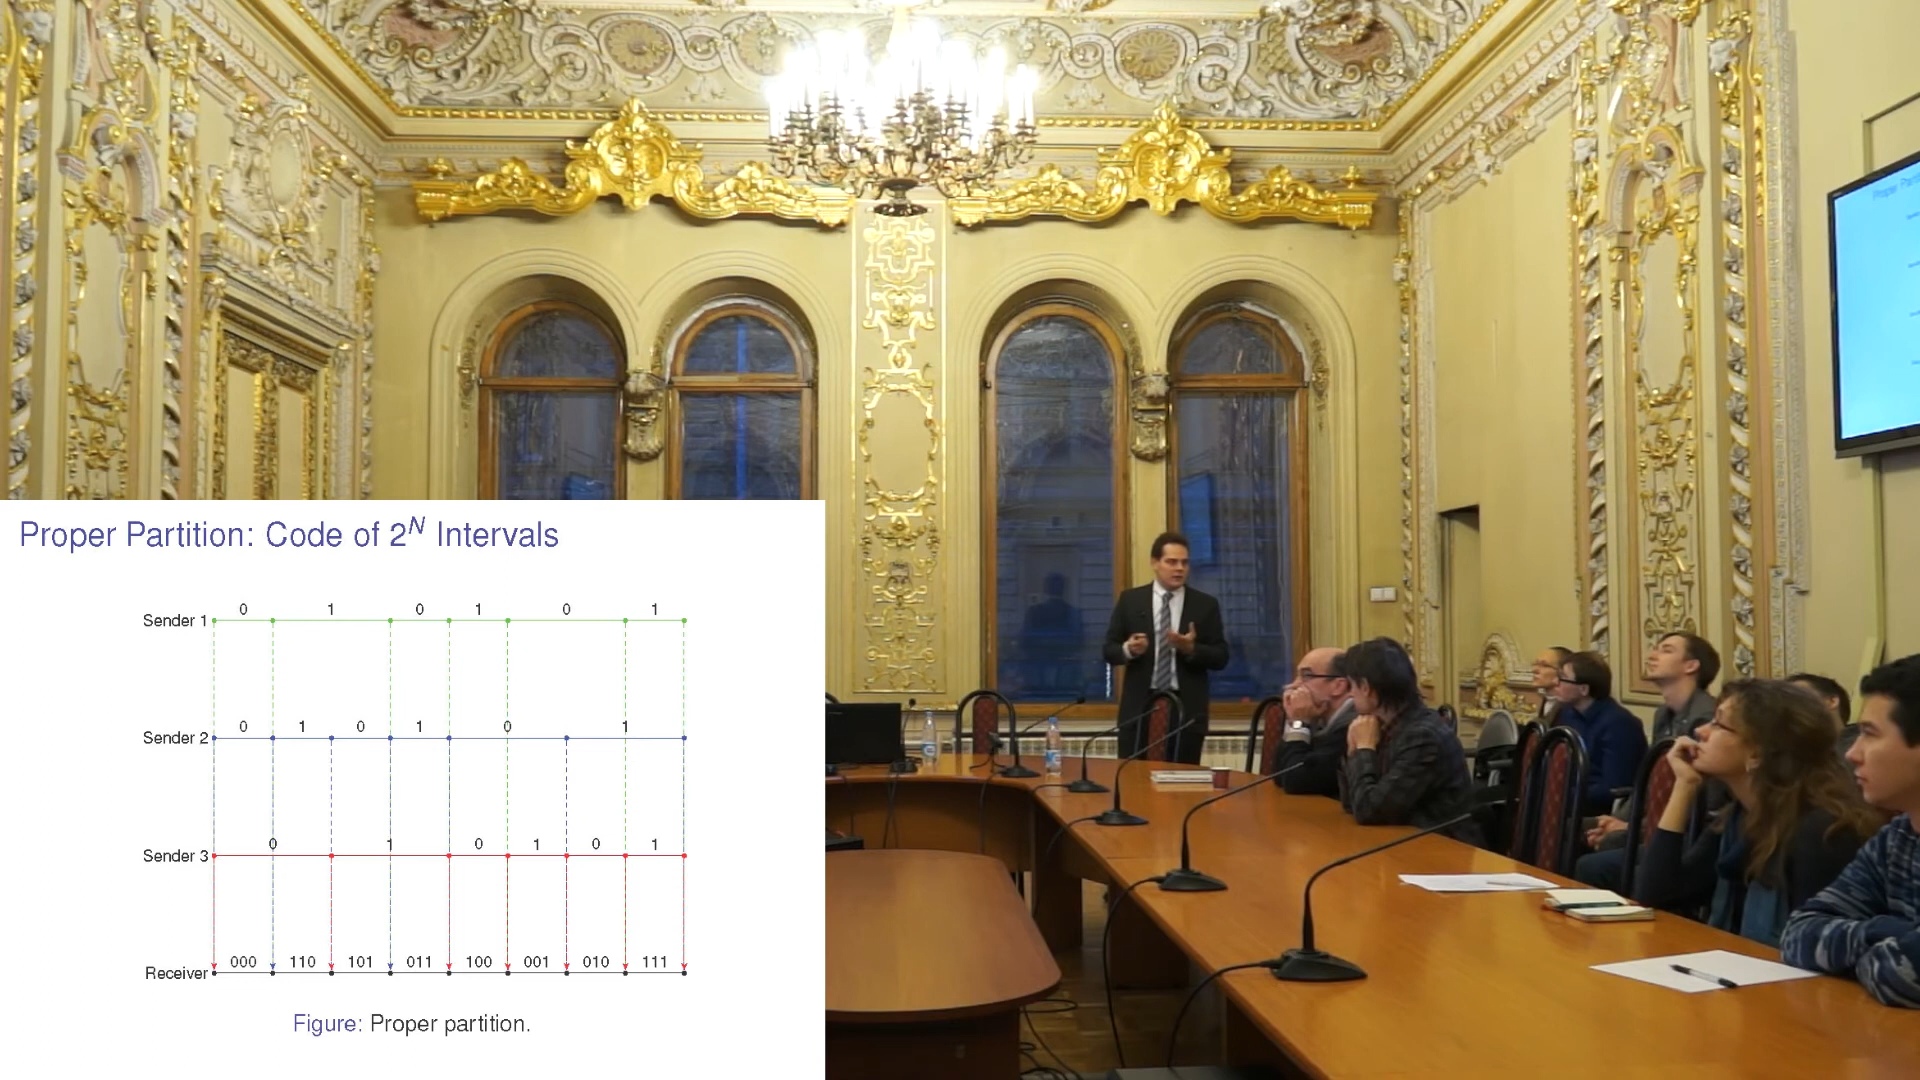 Proper Partition: Code of 2^N Intervals
Sender 1 0 1 0 1 0 1
Sender 2 0 1 0 1 0 1
Sender 3 0 1 0 1 0 1
Receiver 000 110 101 011 100 001 010 111
Figure: Proper partition.
Proper